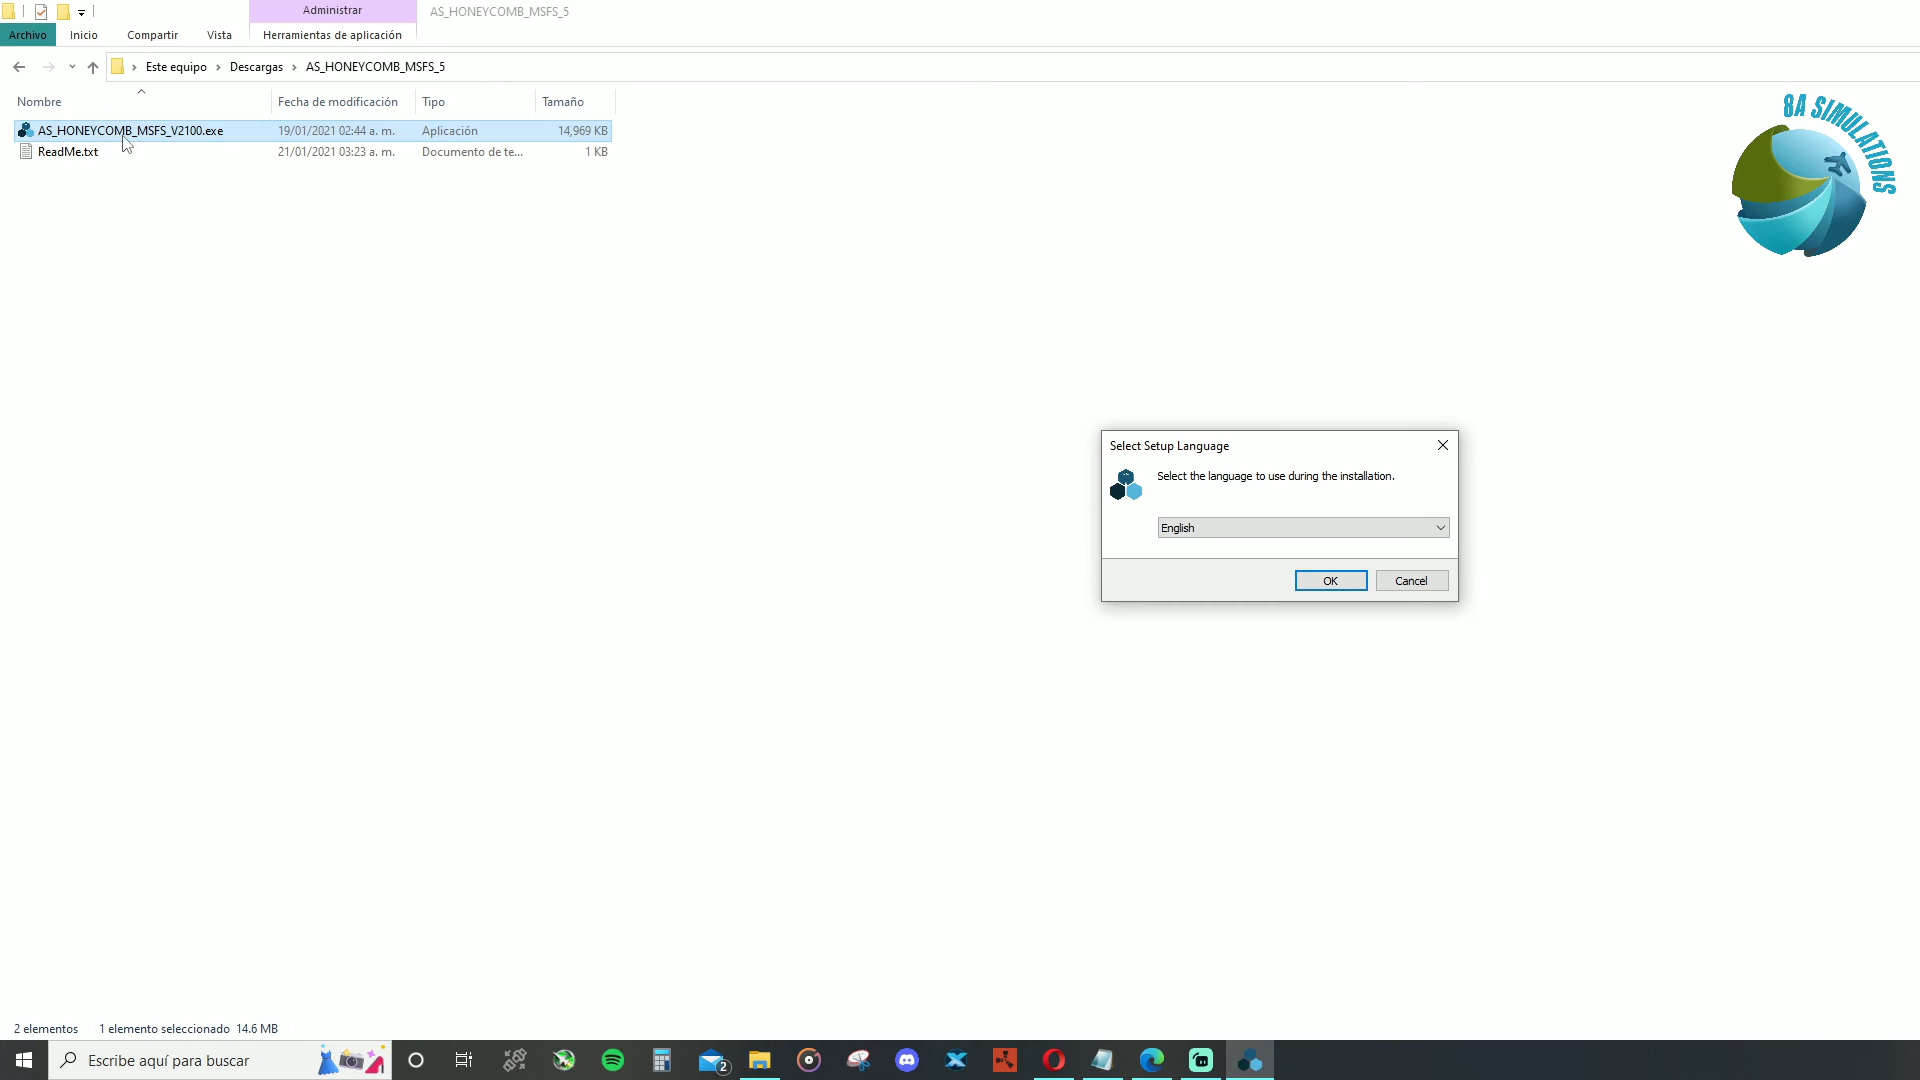 Administrar
AS_HONEYCOMB_MSFS_5
Archivo
Inicio
Compartir
Vista
Herramientas de aplicación
Este equipo
Descargas
AS_HONEYCOMB_MSFS_5
Nombre
Fecha de modificación
Tipo
Tamaño
AS_HONEYCOMB_MSFS_V2100.exe
19/01/2021 02:44 a. m.
Aplicación
14,969 KB
ReadMe.txt
21/01/2021 03:23 a. m.
Documento de te...
1 KB
8A SIMULATIONS
Select Setup Language
Select the language to use during the installation.
English
OK
Cancel
2 elementos
1 elemento seleccionado 14.6 MB
Escribe aquí para buscar
2